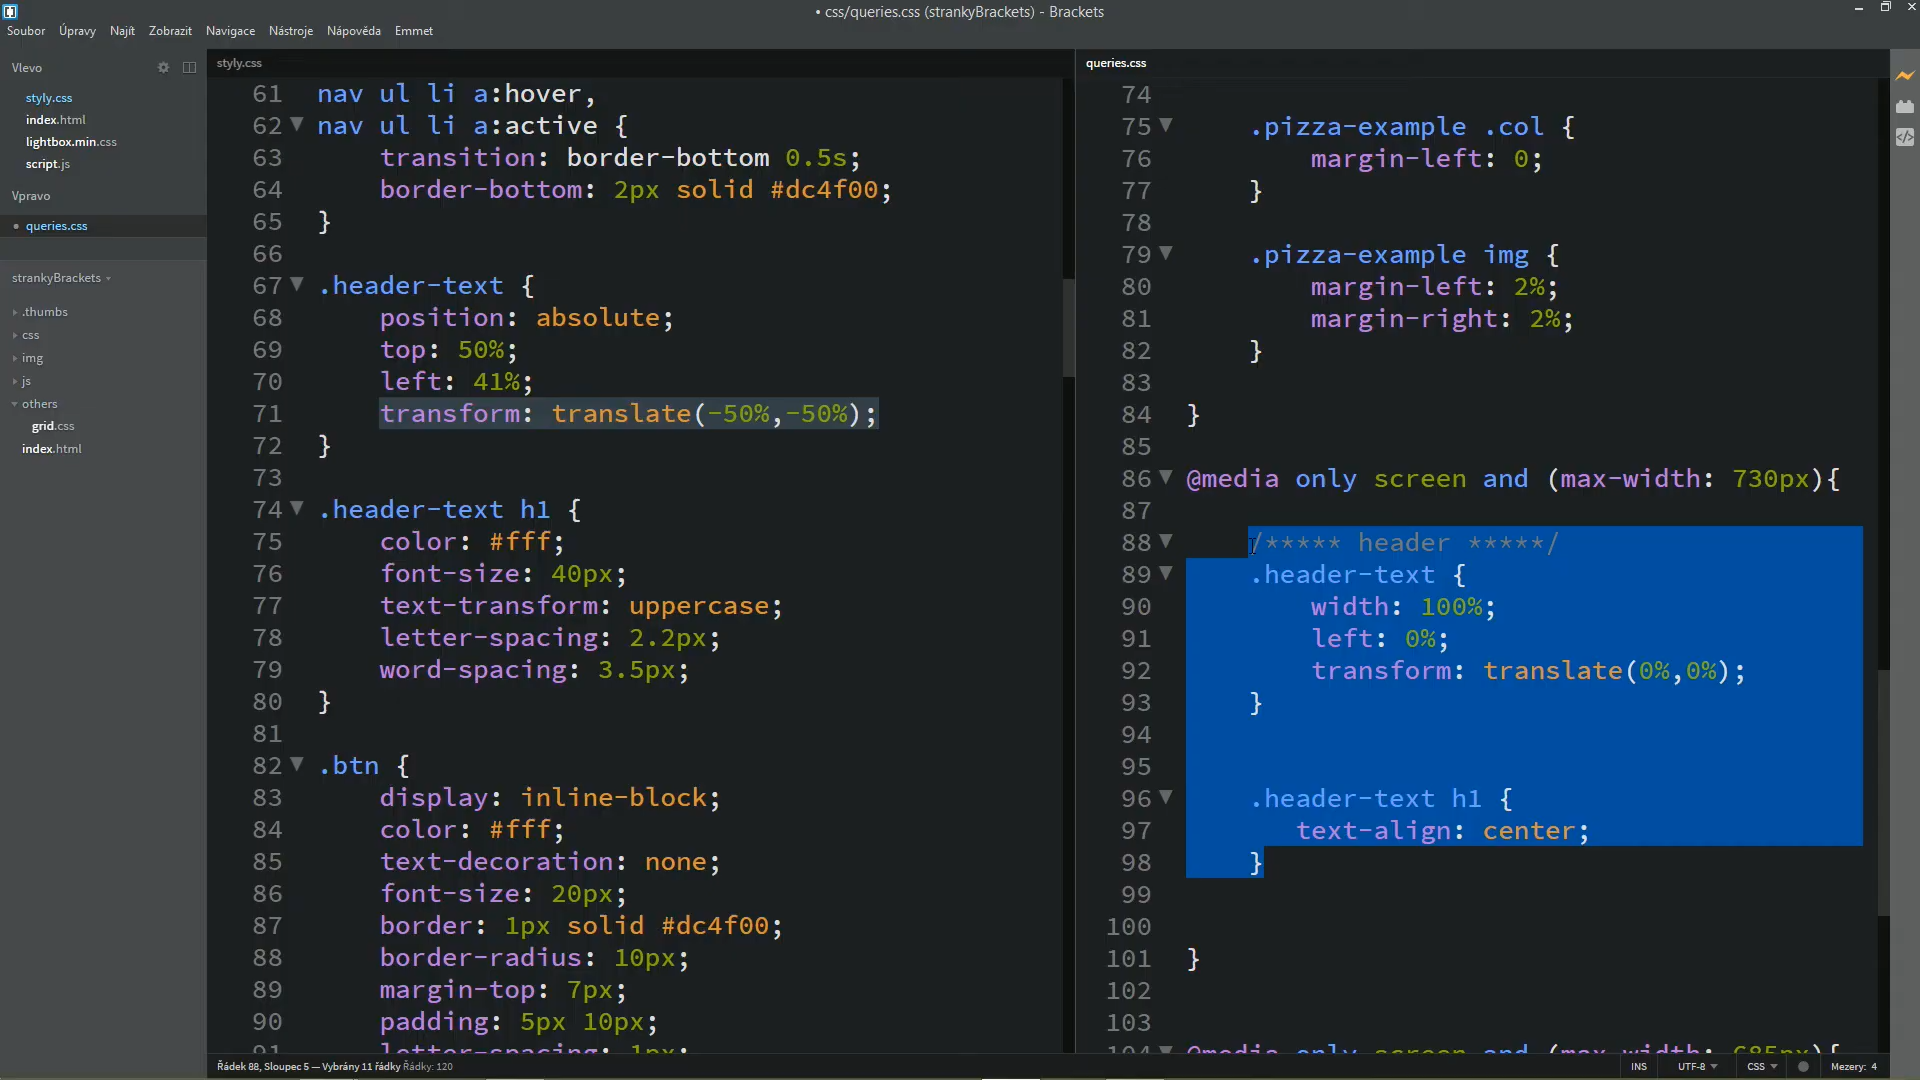 • css/queries.css (strankyBrackets) - Brackets
Soubor Úpravy Najít Zobrazit Navigace Nástroje Nápověda Emmet
Vlevo
styly.css
index.html
lightbox.min.css
script.js
Vpravo
• queries.css
strankyBrackets
.thumbs
css
img
js
others
grid.css
index.html
styly.css
61 nav ul li a:hover,
62 nav ul li a:active {
63 transition: border-bottom 0.5s;
64 border-bottom: 2px solid #dc4f00;
65 }
66
67 .header-text {
68 position: absolute;
69 top: 50%;
70 left: 41%;
71 transform: translate(-50%,-50%);
72 }
73
74 .header-text h1 {
75 color: #fff;
76 font-size: 40px;
77 text-transform: uppercase;
78 letter-spacing: 2.2px;
79 word-spacing: 3.5px;
80 }
81
82 .btn {
83 display: inline-block;
84 color: #fff;
85 text-decoration: none;
86 font-size: 20px;
87 border: 1px solid #dc4f00;
88 border-radius: 10px;
89 margin-top: 7px;
90 padding: 5px 10px;
91 letter-spacing: 1px;
queries.css
74
75 .pizza-example .col {
76 margin-left: 0;
77 }
78
79 .pizza-example img {
80 margin-left: 2%;
81 margin-right: 2%;
82 }
83
84 }
85
86 @media only screen and (max-width: 730px){
87
88 /***** header *****/
89 .header-text {
90 width: 100%;
91 left: 0%;
92 transform: translate(0%,0%);
93 }
94
95
96 .header-text h1 {
97 text-align: center;
98 }
99
100
101 }
102
103
104 @media only screen and (max-width: 685px){
Řádek 88, Sloupec 5 — Vybrány 11 řádky Řádky: 120
INS UTF-8 CSS Mezery: 4